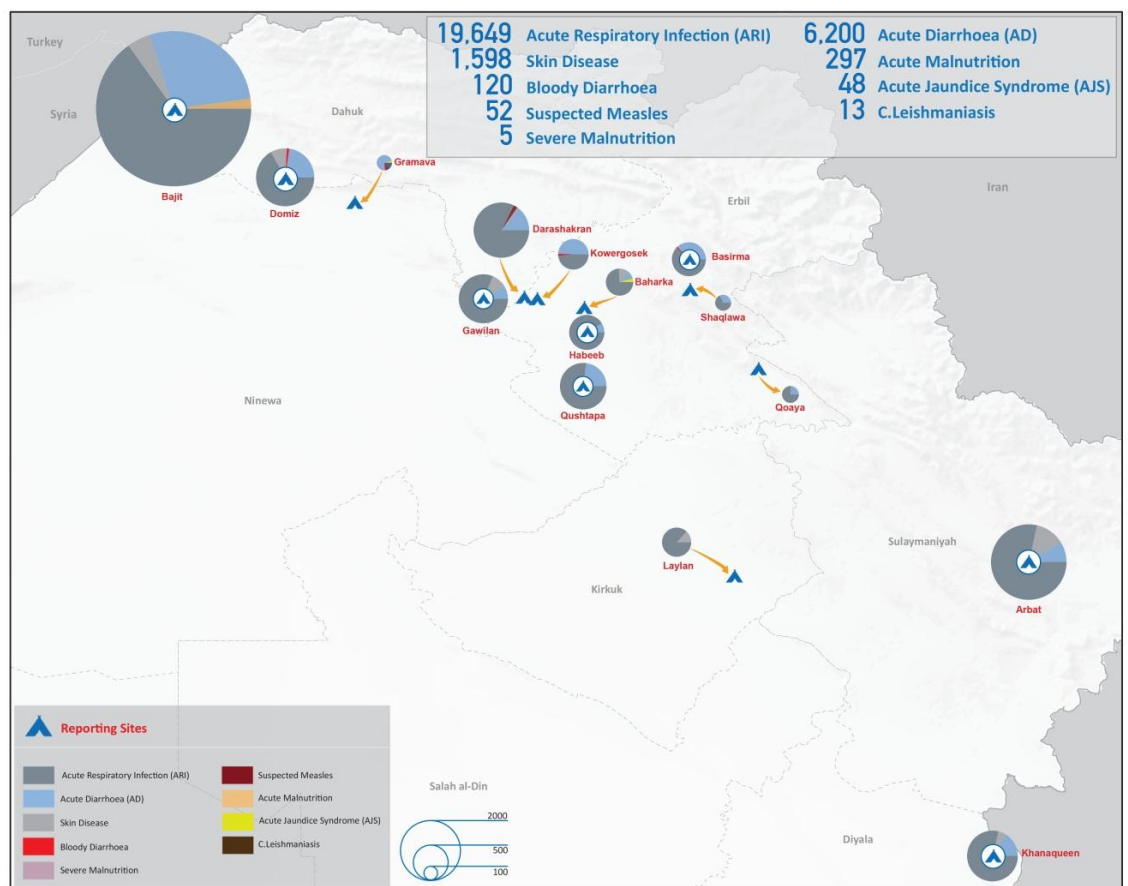 19,649 Acute Respiratory Infection (ARI)
1,598 Skin Disease
120 Bloody Diarrhoea
52 Suspected Measles
5 Severe Malnutrition
6,200 Acute Diarrhoea (AD)
297 Acute Malnutrition
48 Acute Jaundice Syndrome (AJS)
13 C.Leishmaniasis
Turkey
Syria
Dahuk
Iran
Erbil
Bajit
Domiz
Gramava
Darashakran
Kowergosek
Basirma
Baharka
Gawilan
Shaqlawa
Habeeb
Qushtapa
Qoaya
Ninewa
Laylan
Kirkuk
Sulaymaniyah
Arbat
Salah al-Din
Diyala
Khanaqueen
Reporting Sites
Acute Respiratory Infection (ARI)
Acute Diarrhoea (AD)
Skin Disease
Bloody Diarrhoea
Severe Malnutrition
Suspected Measles
Acute Malnutrition
Acute Jaundice Syndrome (AJS)
C.Leishmaniasis
2000
500
100